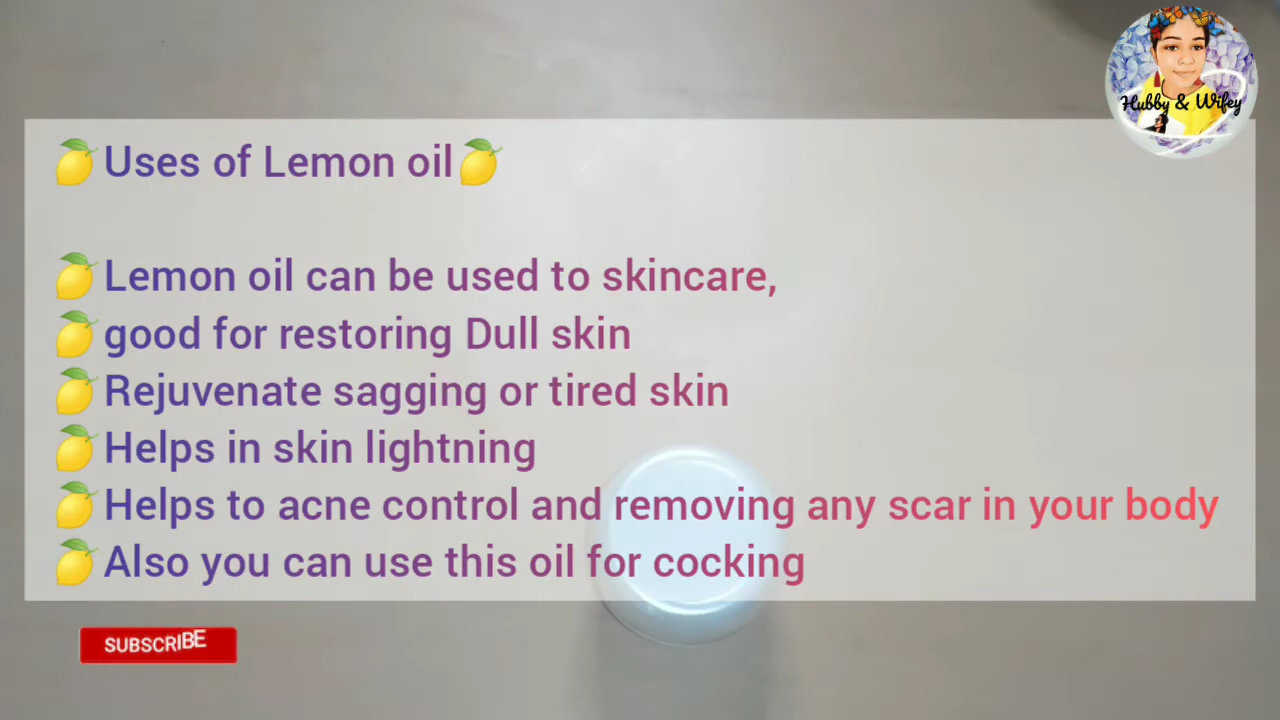 Hubby & Wifey
🍋Uses of Lemon oil🍋
🍋Lemon oil can be used to skincare,
🍋good for restoring Dull skin
🍋Rejuvenate sagging or tired skin
🍋Helps in skin lightning
🍋Helps to acne control and removing any scar in your body
🍋Also you can use this oil for cocking
SUBSCRIBE